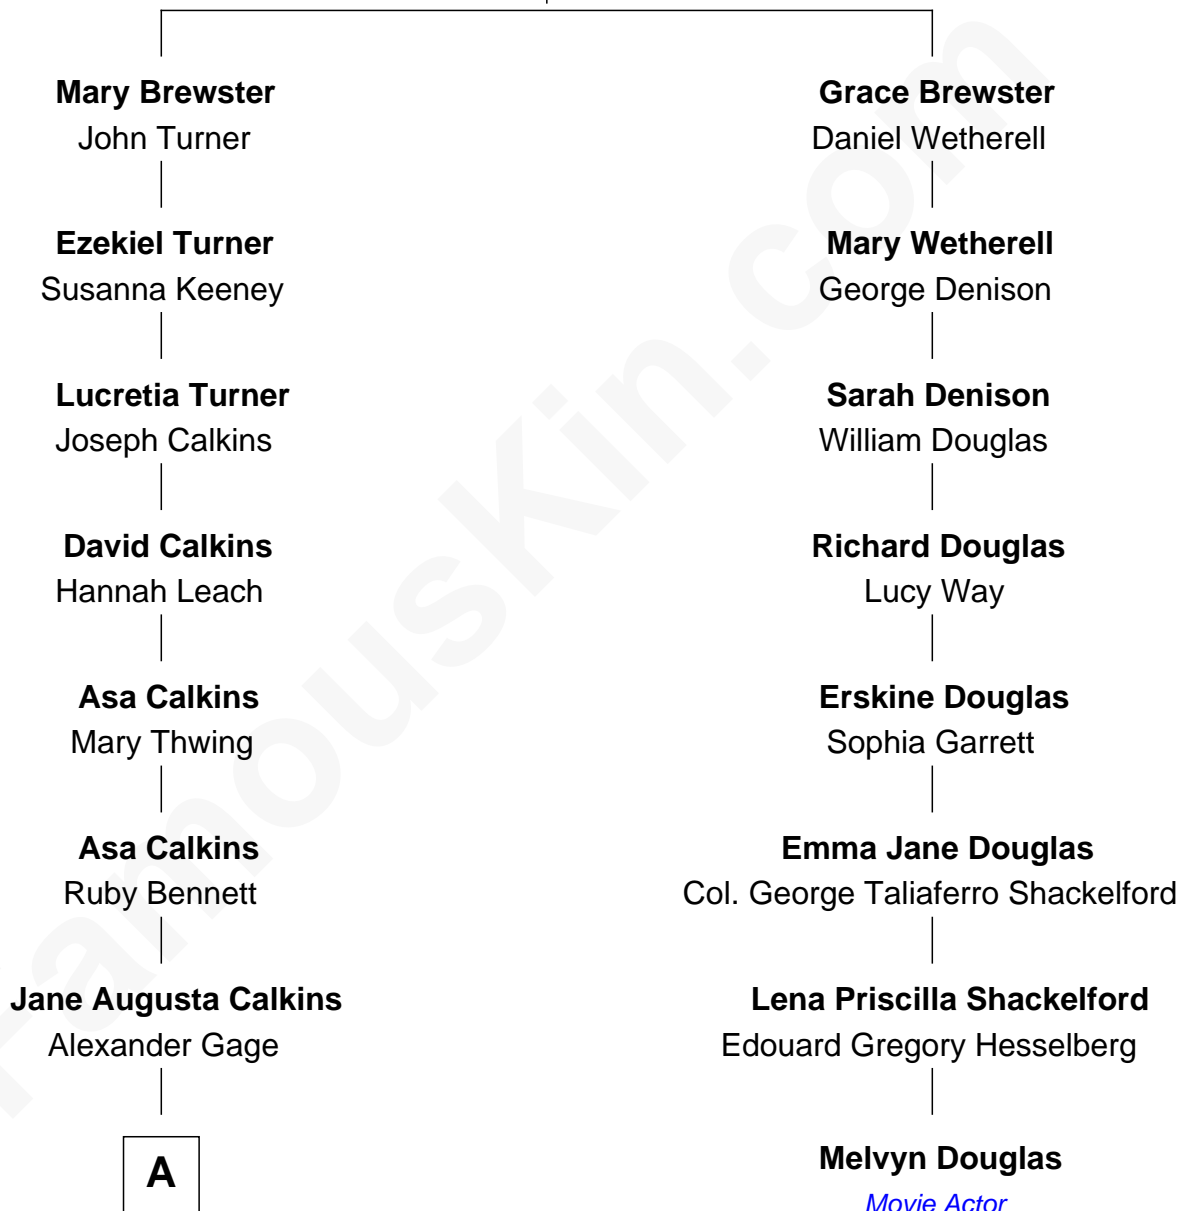 Mary Brewster
John Turner
Ezekiel Turner
Susanna Keeney
Lucretia Turner
Joseph Calkins
David Calkins
Hannah Leach
Asa Calkins
Mary Thwing
Asa Calkins
Ruby Bennett
Jane Augusta Calkins
Alexander Gage
A
Grace Brewster
Daniel Wetherell
Mary Wetherell
George Denison
Sarah Denison
William Douglas
Richard Douglas
Lucy Way
Erskine Douglas
Sophia Garrett
Emma Jane Douglas
Col. George Taliaferro Shackelford
Lena Priscilla Shackelford
Edouard Gregory Hesselberg
Melvyn Douglas
Movie Actor
FamousKin.com